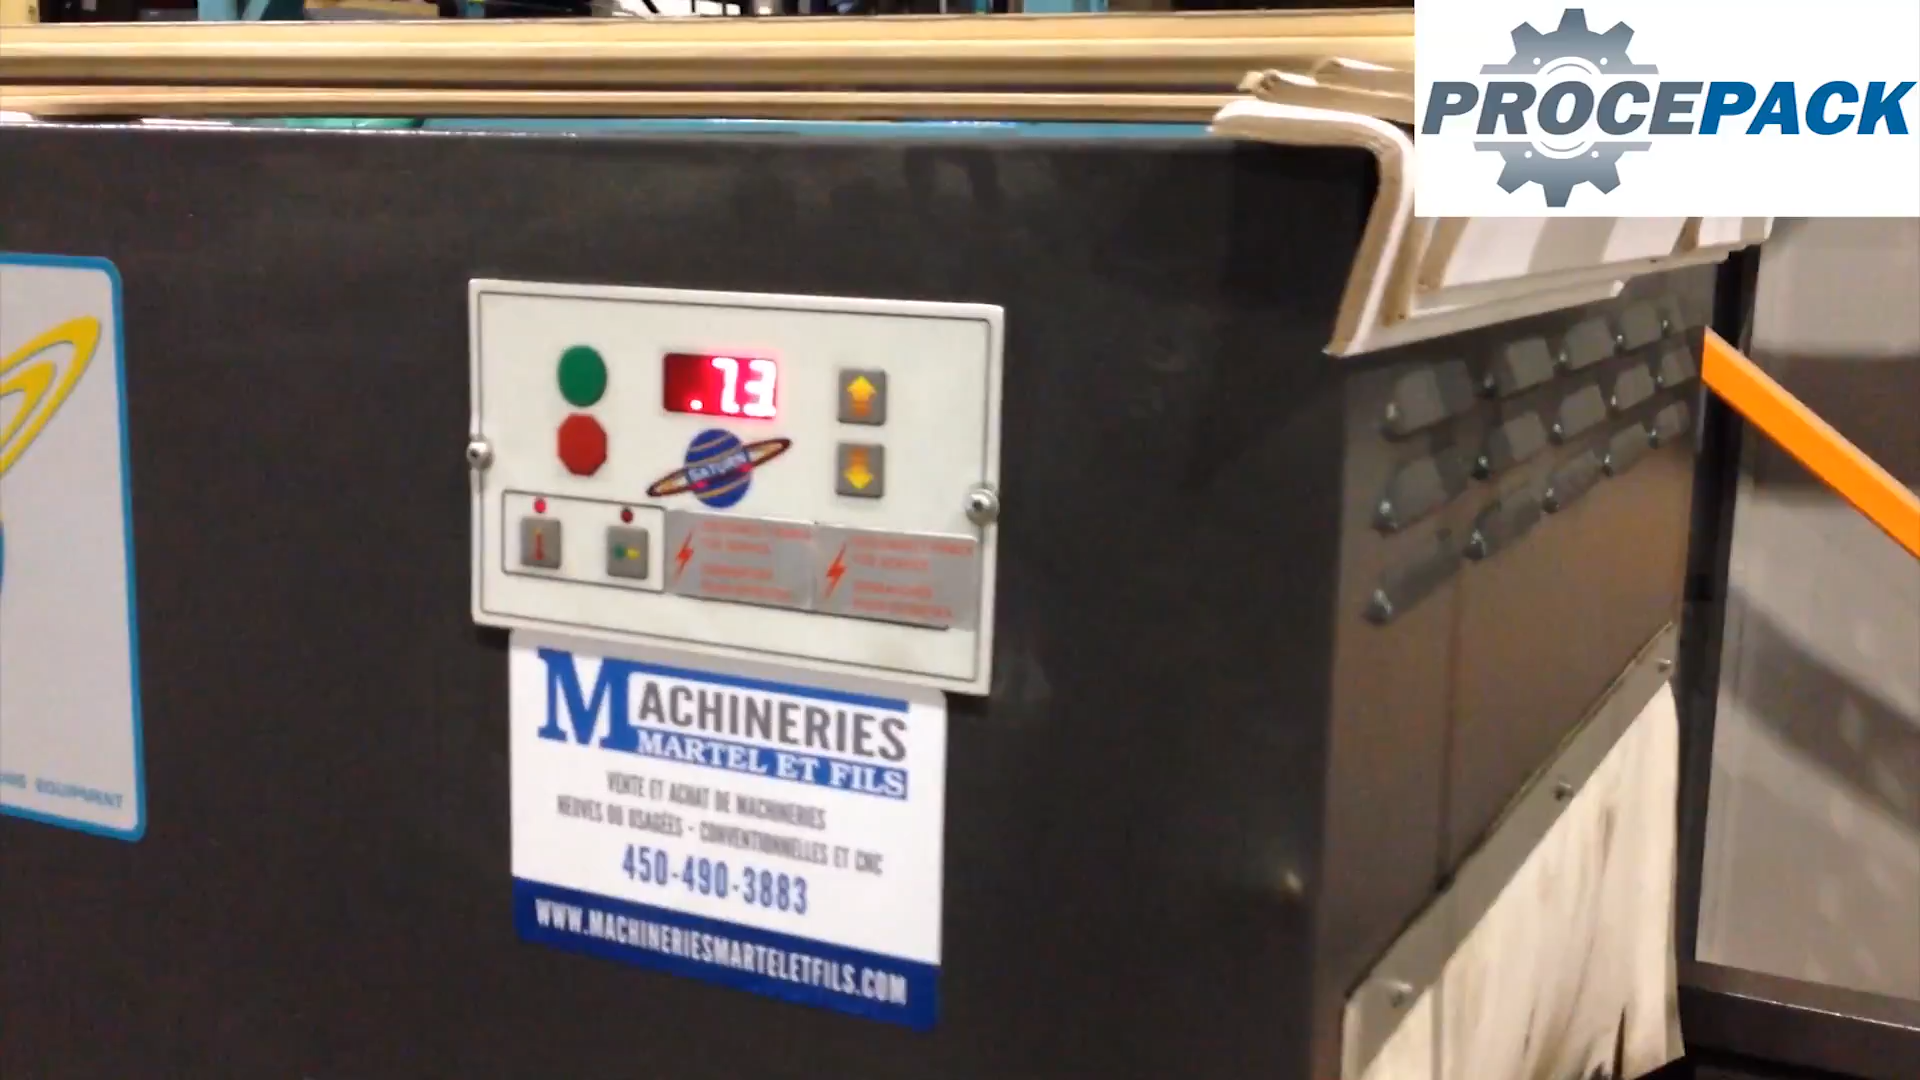 PROCEPACK
.73
SATURN
MACHINERIES
MARTEL ET FILS
VENTE ET ACHAT DE MACHINERIES
NEUVES OU USAGÉES - CONVENTIONNELLES ET CNC
450-490-3883
WWW.MACHINERIESMARTELETFILS.COM
EQUIPMENT